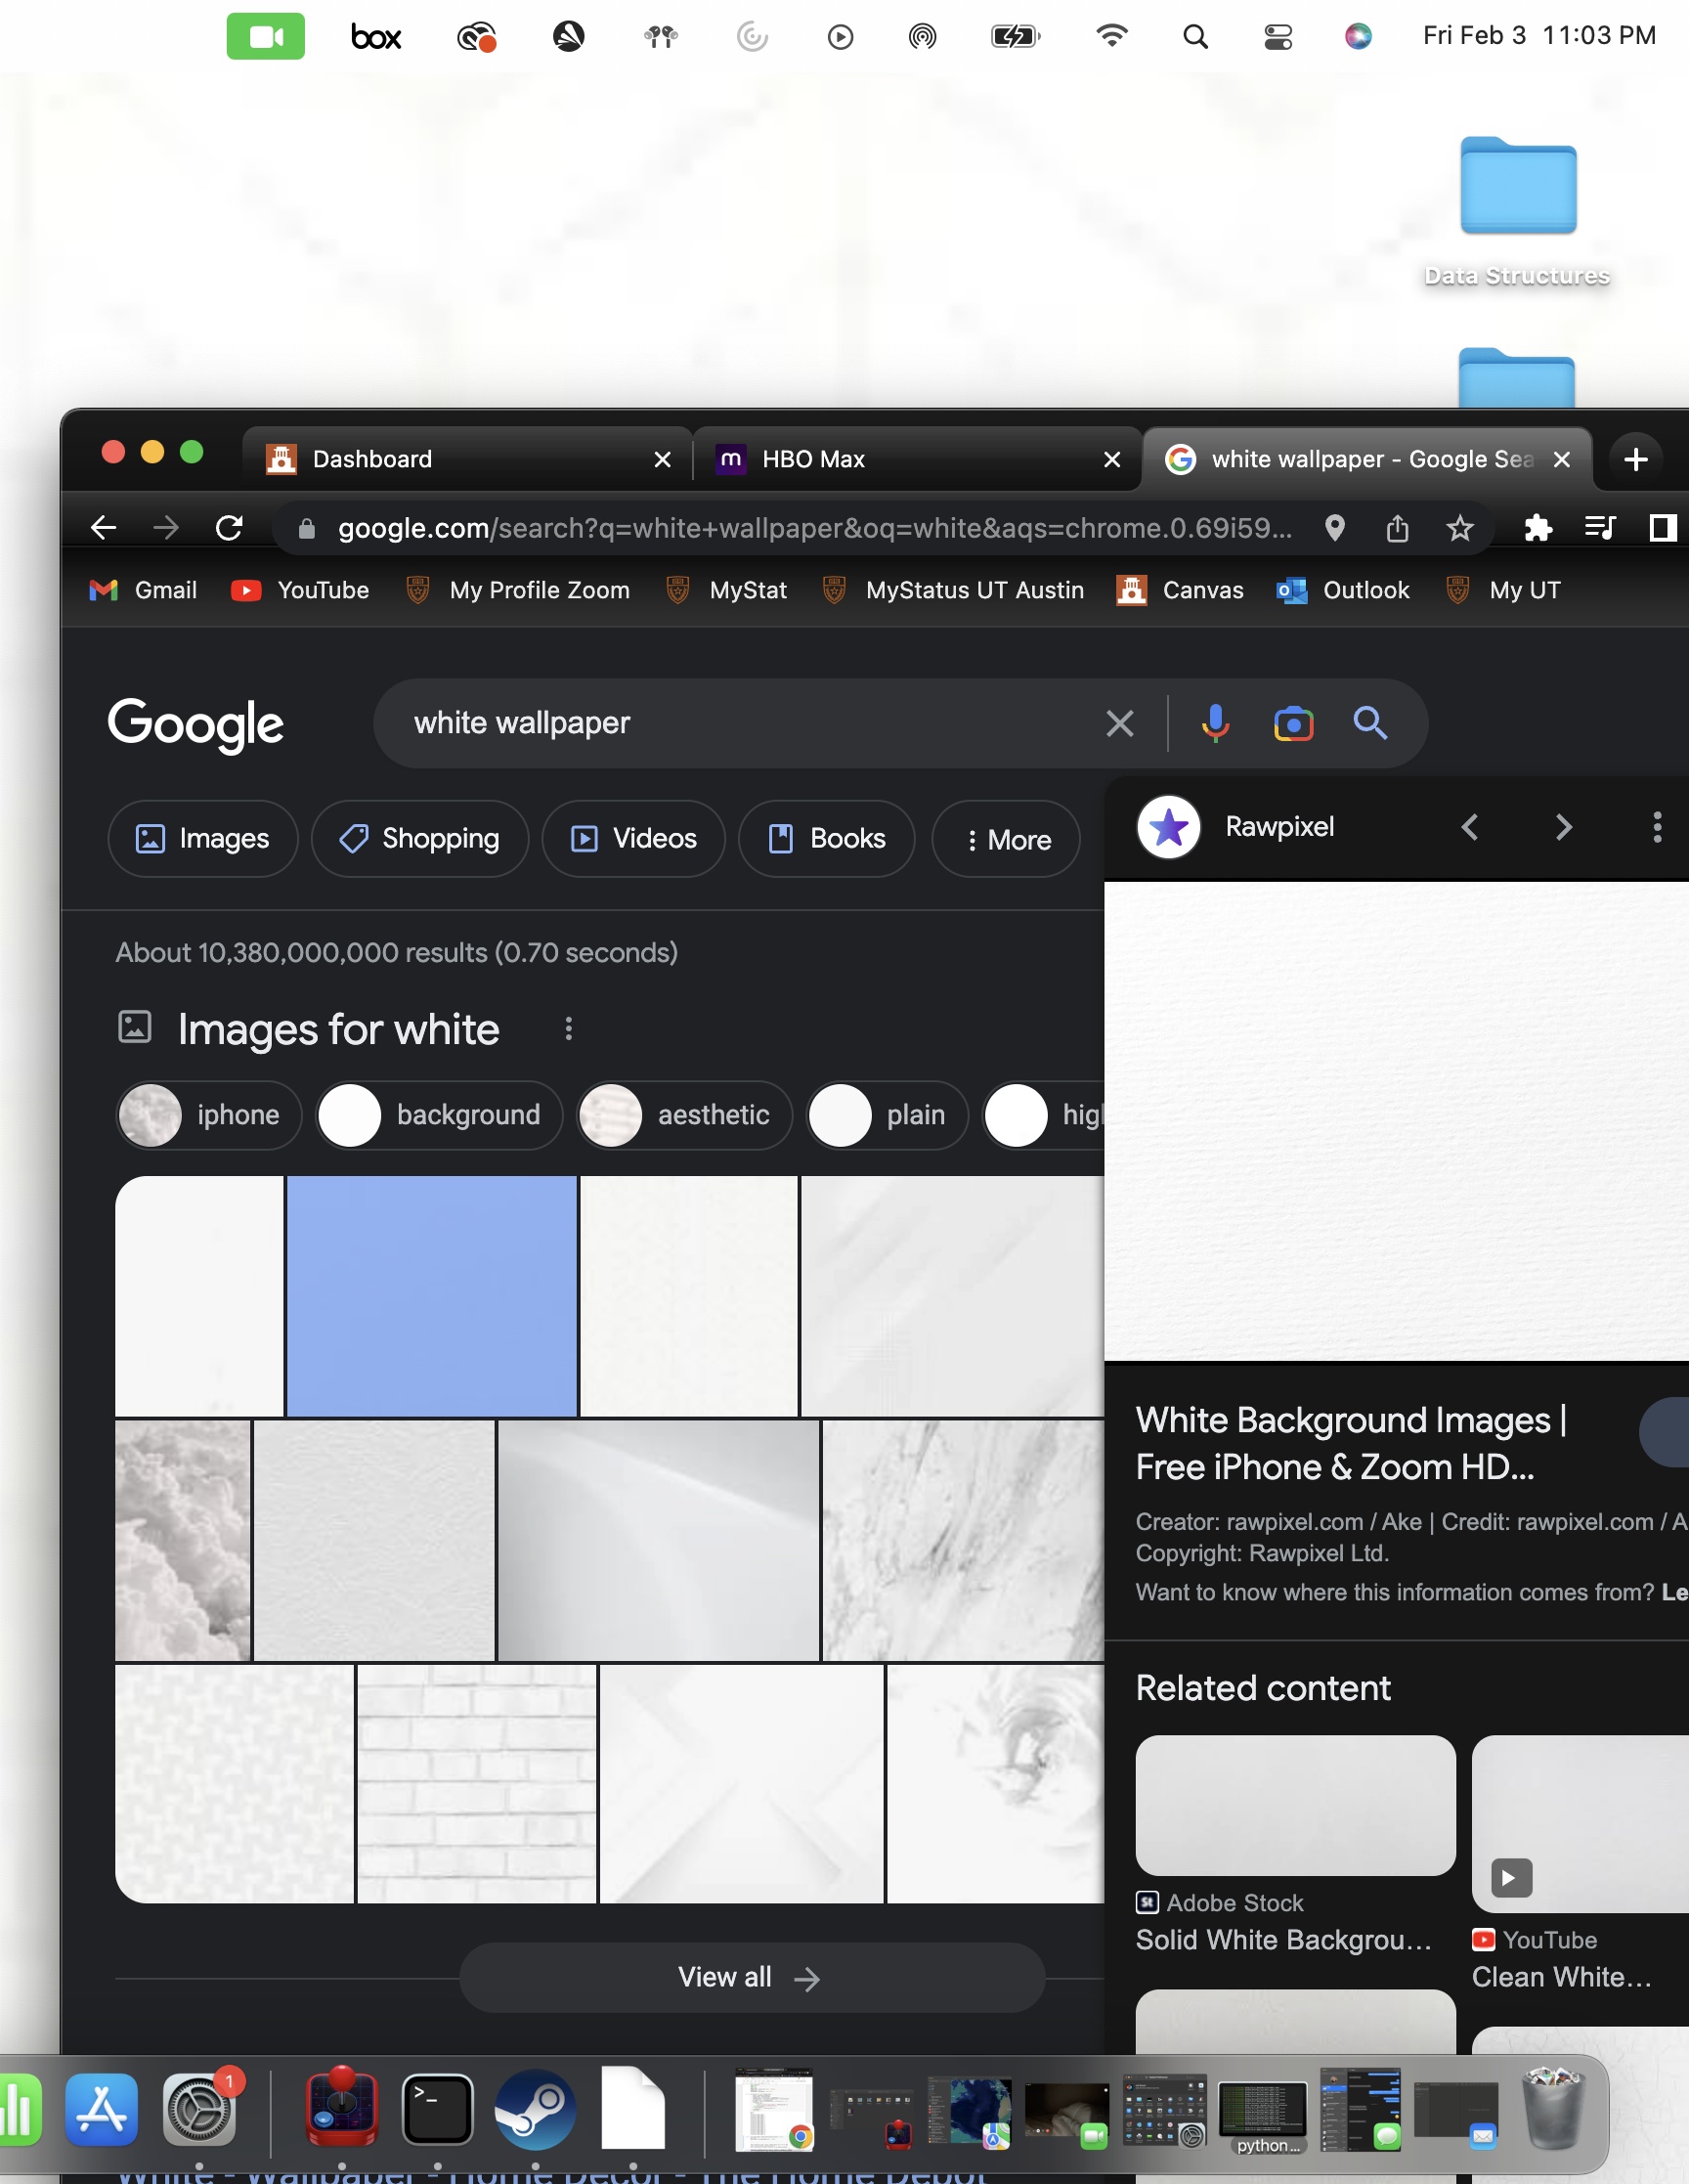 box
Fri Feb 3 11:03 PM
Data Structures
Dashboard
HBO Max
white wallpaper - Google Sea
google.com/search?q=white+wallpaper&oq=white&aqs=chrome.0.69i59...
Gmail
YouTube
My Profile Zoom
MyStat
MyStatus UT Austin
Canvas
Outlook
My UT
Google
white wallpaper
Images
Shopping
Videos
Books
More
Rawpixel
About 10,380,000,000 results (0.70 seconds)
Images for white
iphone
background
aesthetic
plain
high
White Background Images |
Free iPhone & Zoom HD...
Creator: rawpixel.com / Ake | Credit: rawpixel.com / A
Copyright: Rawpixel Ltd.
Want to know where this information comes from? Le
Related content
Adobe Stock
Solid White Backgrou...
YouTube
Clean White...
View all
1
python...
White - Wallpaper - Home Decor - The Home Depot